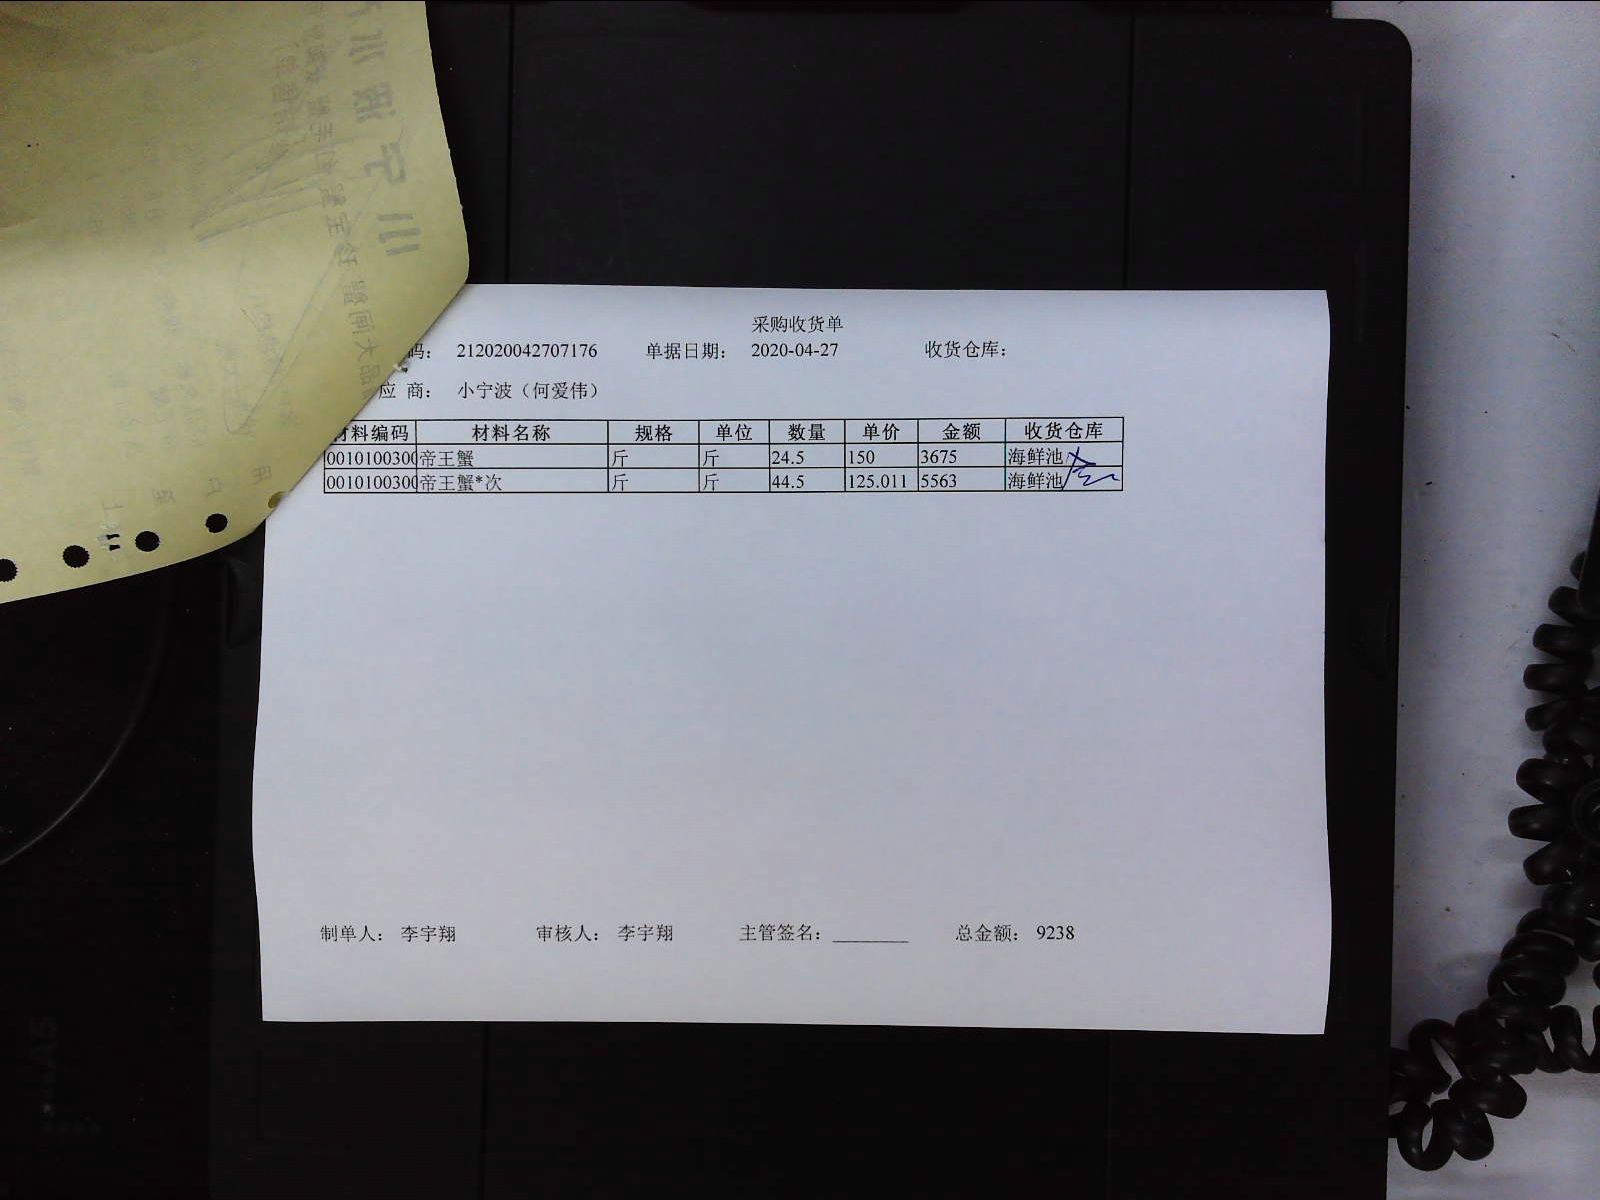 采购收货单
码: 212020042707176 单据日期: 2020-04-27 收货仓库:
应 商: 小宁波（何爱伟）
材料编码 材料名称 规格 单位 数量 单价 金额 收货仓库
0010100300 帝王蟹 斤 斤 24.5 150 3675 海鲜池
0010100300 帝王蟹*次 斤 斤 44.5 125.011 5563 海鲜池
制单人: 李宇翔 审核人: 李宇翔 主管签名: ________ 总金额: 9238